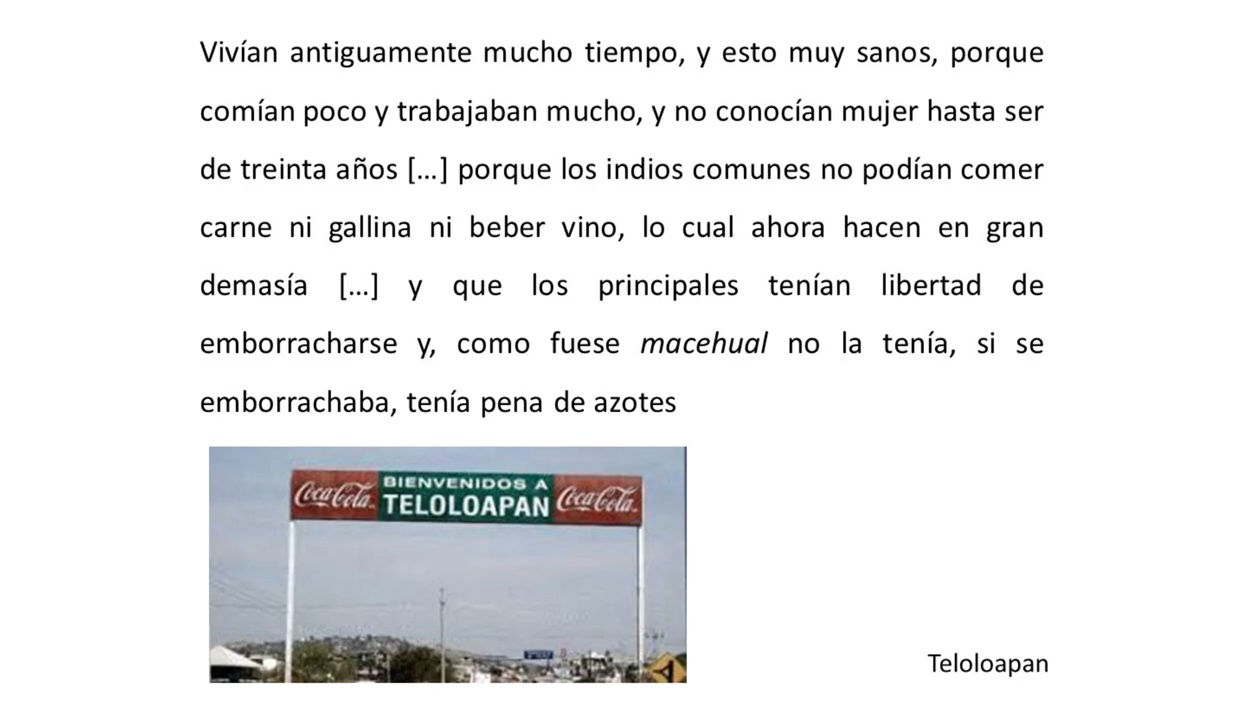 Vivían antiguamente mucho tiempo, y esto muy sanos, porque
comían poco y trabajaban mucho, y no conocían mujer hasta ser
de treinta años […] porque los indios comunes no podían comer
carne ni gallina ni beber vino, lo cual ahora hacen en gran
demasía […] y que los principales tenían libertad de
emborracharse y, como fuese macehual no la tenía, si se
emborrachaba, tenía pena de azotes
BIENVENIDOS A
Coca-Cola TELOLOAPAN Coca-Cola
Teloloapan